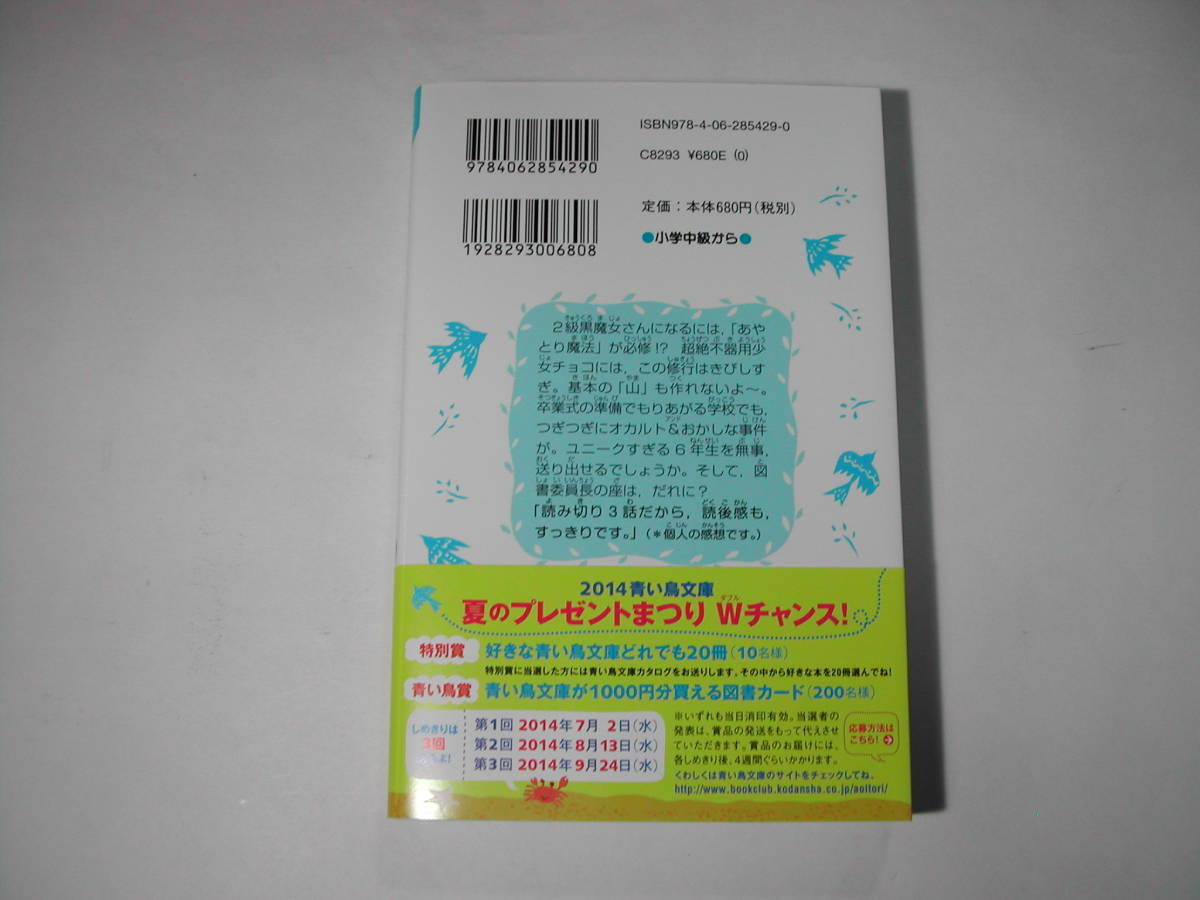 ISBN978-4-06-285429-0
9784062854290
C8293 ¥680E (0)
定価：本体680円（税別）
1928293006808
●小学中級から●
2級黒魔女さんになるには，「あや
とり魔法」が必修!?　超絶不器用少
女チョコには，この修行はきびしす
ぎ。基本の「山」も作れないよ〜。
卒業式の準備でもりあがる学校でも，
つぎつぎにオカルト＆おかしな事件
が。ユニークすぎる6年生を無事，
送り出せるでしょうか。そして，図
書委員長の座は，だれに？
「読み切り3話だから，読後感も，
すっきりです。」（＊個人の感想です。）
2014青い鳥文庫
夏のプレゼントまつり Wチャンス！
特別賞 好きな青い鳥文庫どれでも20冊（10名様）
特別賞に当選した方には青い鳥文庫カタログをお送りします。その中から好きな本を20冊選んでね！
青い鳥賞 青い鳥文庫が1000円分買える図書カード（200名様）
しめきりは
3回
よ！
第1回 2014年7月 2日（水）
第2回 2014年8月13日（水）
第3回 2014年9月24日（水）
※いずれも当日消印有効。当選者の
発表は、賞品の発送をもって代えさせ
ていただきます。賞品のお届けには、
各しめきり後、4週間ぐらいかかります。
くわしくは青い鳥文庫のサイトをチェックしてね。
http://www.bookclub.kodansha.co.jp/aoitori/
応募方法は
こちら！